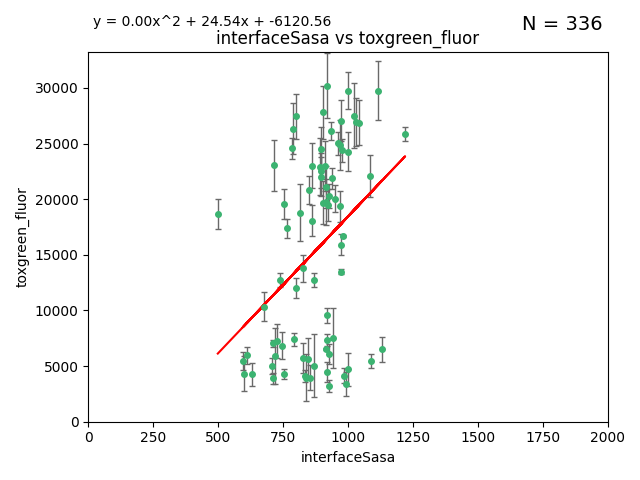 y = 0.00x^2 + 24.54x + -6120.56
N = 336
interfaceSasa vs toxgreen_fluor
30000
25000
20000
15000
10000
5000
0
toxgreen_fluor
0 250 500 750 1000 1250 1500 1750 2000
interfaceSasa